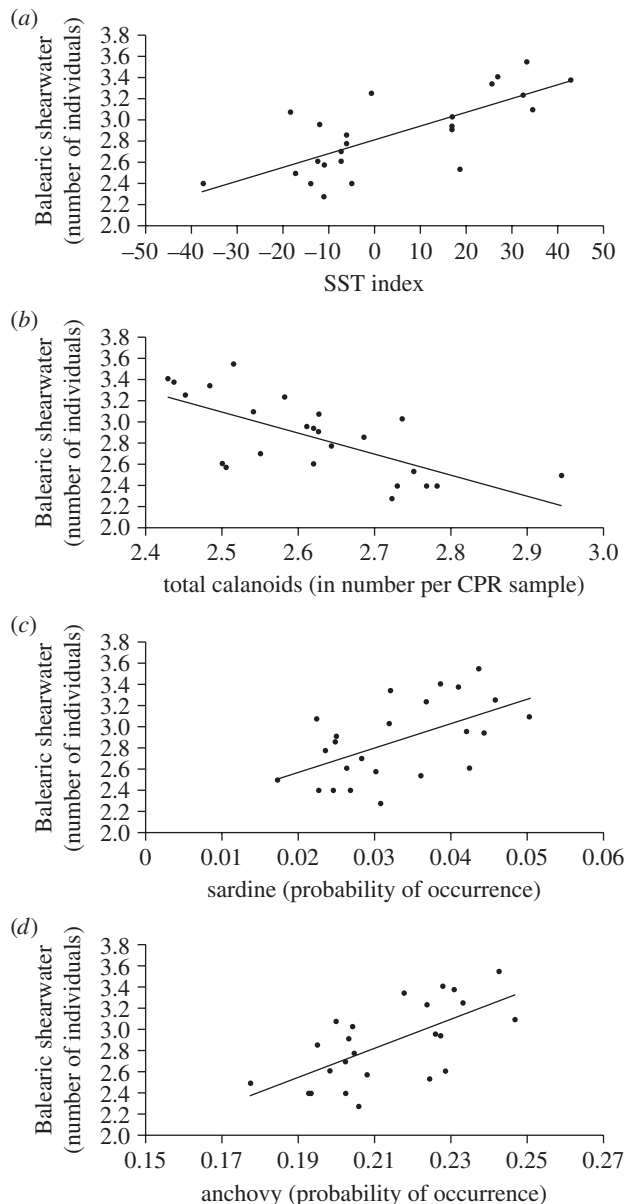 (a)
Balearic shearwater
(number of individuals)
3.8
3.6
3.4
3.2
3.0
2.8
2.6
2.4
2.2
2.0
–50 –40 –30 –20 –10 0 10 20 30 40 50
SST index
(b)
Balearic shearwater
(number of individuals)
3.8
3.6
3.4
3.2
3.0
2.8
2.6
2.4
2.2
2.0
2.4 2.5 2.6 2.7 2.8 2.9 3.0
total calanoids (in number per CPR sample)
(c)
Balearic shearwater
(number of individuals)
3.8
3.6
3.4
3.2
3.0
2.8
2.6
2.4
2.2
2.0
0 0.01 0.02 0.03 0.04 0.05 0.06
sardine (probability of occurrence)
(d)
Balearic shearwater
(number of individuals)
3.8
3.6
3.4
3.2
3.0
2.8
2.6
2.4
2.2
2.0
0.15 0.17 0.19 0.21 0.23 0.25 0.27
anchovy (probability of occurrence)